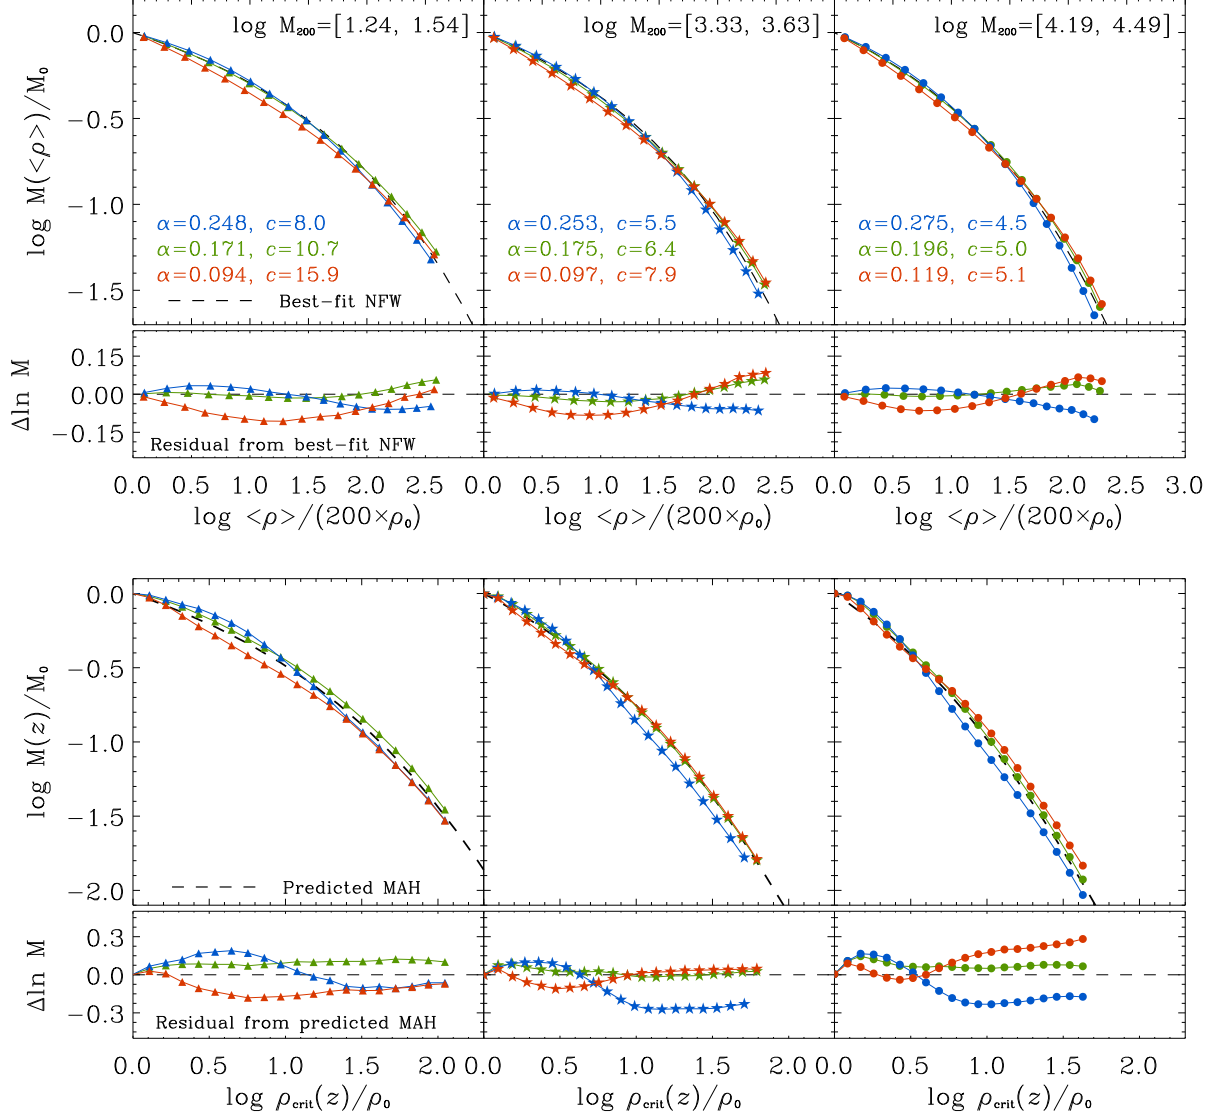 log M₂₀₀=[1.24, 1.54]
log M₂₀₀=[3.33, 3.63]
log M₂₀₀=[4.19, 4.49]
0.0
−0.5
−1.0
−1.5
log M(<ρ>)/M₀
α=0.248, c=8.0
α=0.171, c=10.7
α=0.094, c=15.9
Best−fit NFW
α=0.253, c=5.5
α=0.175, c=6.4
α=0.097, c=7.9
α=0.275, c=4.5
α=0.196, c=5.0
α=0.119, c=5.1
0.15
0.00
−0.15
Δln M
Residual from best−fit NFW
0.0 0.5 1.0 1.5 2.0 2.5 0.0 0.5 1.0 1.5 2.0 2.5 0.0 0.5 1.0 1.5 2.0 2.5 3.0
log <ρ>/(200×ρ₀) log <ρ>/(200×ρ₀) log <ρ>/(200×ρ₀)
0.0
−0.5
−1.0
−1.5
−2.0
log M(z)/M₀
Predicted MAH
0.3
0.0
−0.3
Δln M
Residual from predicted MAH
0.0 0.5 1.0 1.5 2.0 0.0 0.5 1.0 1.5 2.0 0.0 0.5 1.0 1.5 2.0
log ρcrit(z)/ρ₀ log ρcrit(z)/ρ₀ log ρcrit(z)/ρ₀